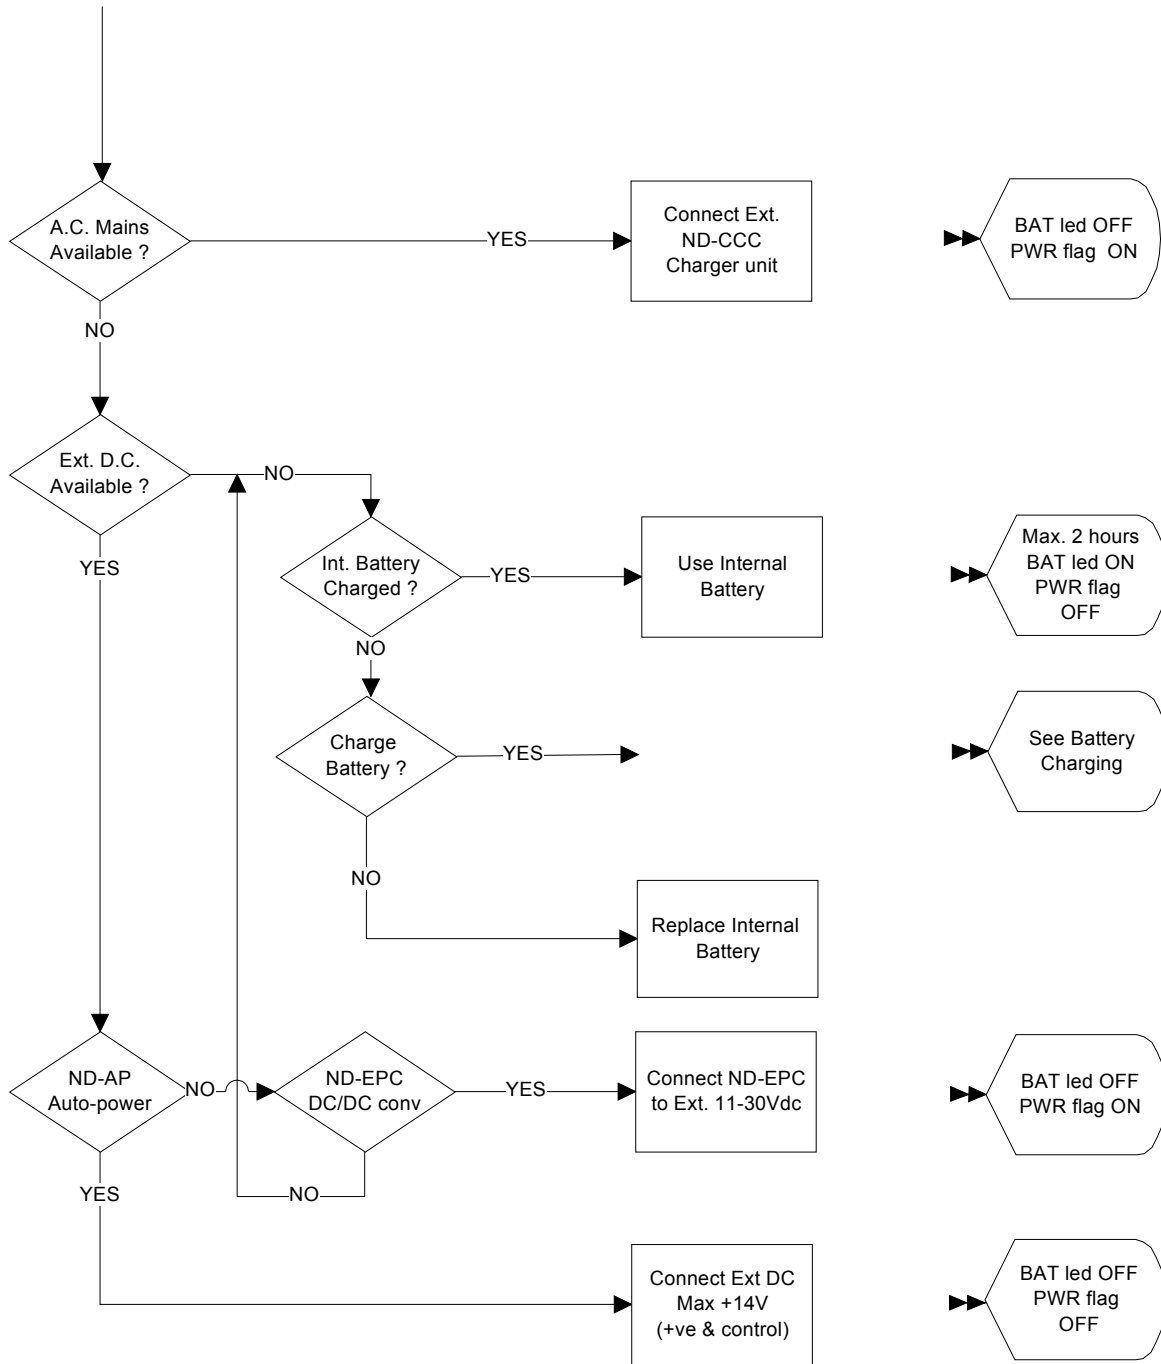 A.C. Mains
Available ?
YES
Connect Ext.
ND-CCC
Charger unit
BAT led OFF
PWR flag  ON
NO
Ext. D.C.
Available ?
NO
YES
Int. Battery
Charged ?
YES
Use Internal
Battery
Max. 2 hours
BAT led ON
PWR flag
OFF
NO
Charge
Battery ?
YES
See Battery
Charging
NO
Replace Internal
Battery
ND-AP
Auto-power
NO
ND-EPC
DC/DC conv
YES
Connect ND-EPC
to Ext. 11-30Vdc
BAT led OFF
PWR flag ON
YES
NO
Connect Ext DC
Max +14V
(+ve & control)
BAT led OFF
PWR flag
OFF